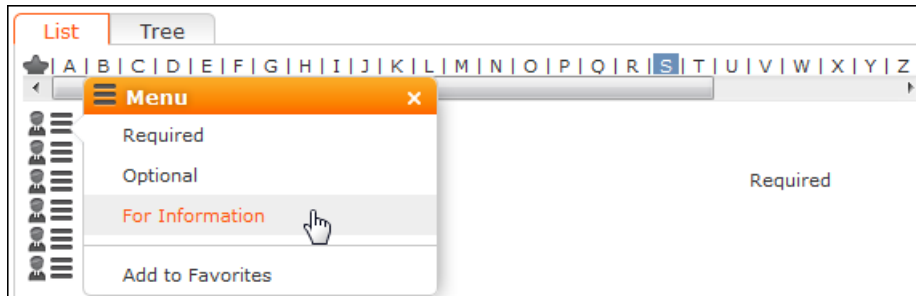 List Tree
| A | B | C | D | E | F | G | H | I | J | K | L | M | N | O | P | Q | R | S | T | U | V | W | X | Y | Z
Menu
Required
Optional
Required
For Information
Add to Favorites